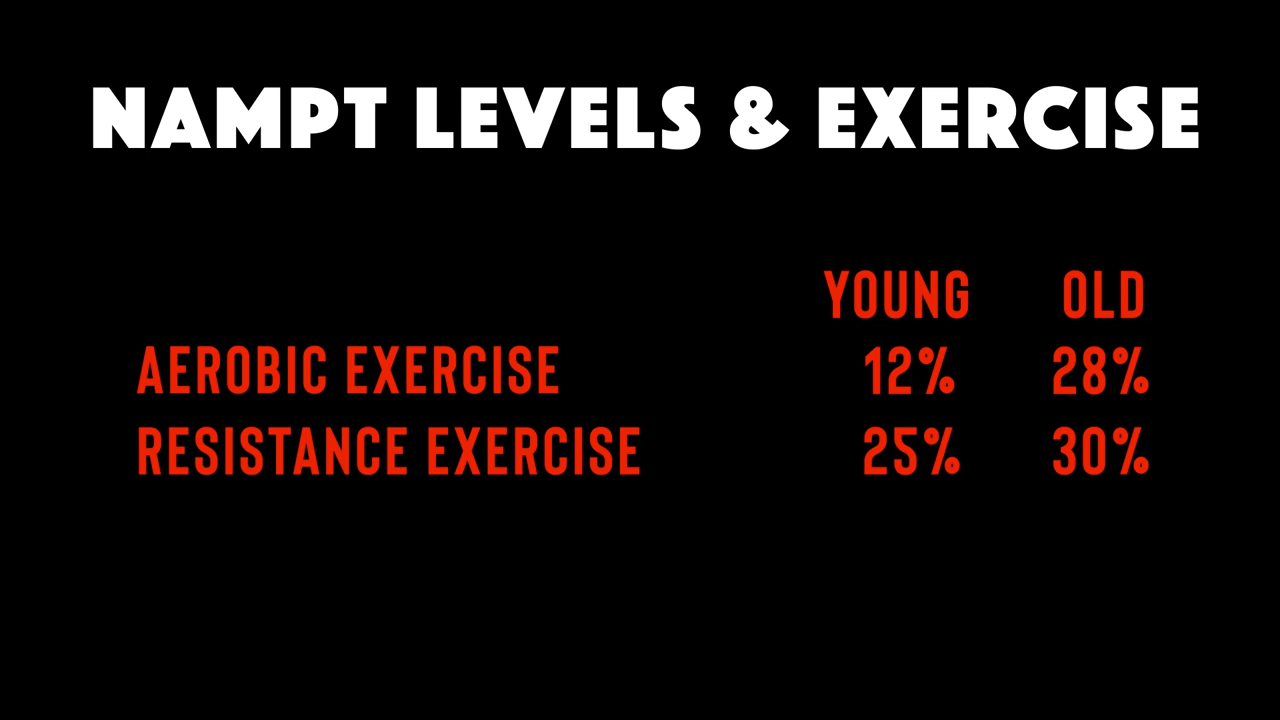 NAMPT LEVELS & EXERCISE
YOUNG OLD
AEROBIC EXERCISE 12% 28%
RESISTANCE EXERCISE 25% 30%